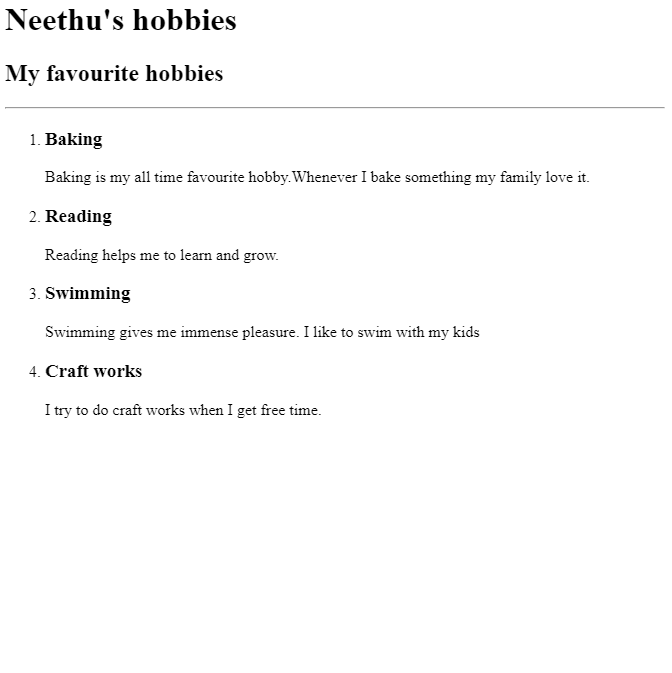 Neethu's hobbies
My favourite hobbies
1. Baking
Baking is my all time favourite hobby.Whenever I bake something my family love it.
2. Reading
Reading helps me to learn and grow.
3. Swimming
Swimming gives me immense pleasure. I like to swim with my kids
4. Craft works
I try to do craft works when I get free time.